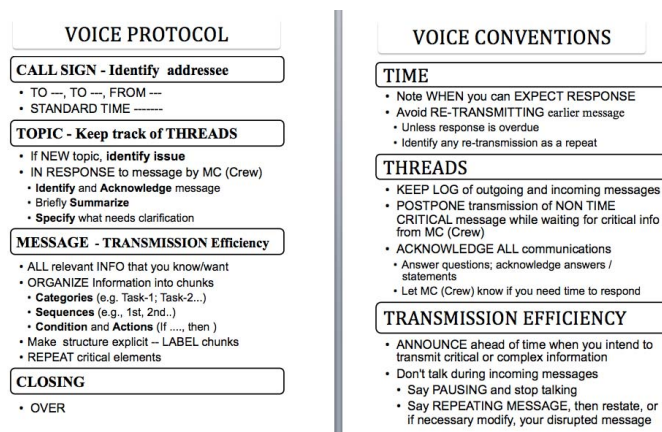 VOICE PROTOCOL
CALL SIGN - Identify addressee
• TO ---, TO ---, FROM ---
• STANDARD TIME -------
TOPIC - Keep track of THREADS
• If NEW topic, identify issue
• IN RESPONSE to message by MC (Crew)
• Identify and Acknowledge message
• Briefly Summarize
• Specify what needs clarification
MESSAGE - TRANSMISSION Efficiency
• ALL relevant INFO that you know/want
• ORGANIZE Information into chunks
• Categories (e.g. Task-1; Task-2...)
• Sequences (e.g., 1st, 2nd..)
• Condition and Actions (If ...., then )
• Make structure explicit -- LABEL chunks
• REPEAT critical elements
CLOSING
• OVER
VOICE CONVENTIONS
TIME
• Note WHEN you can EXPECT RESPONSE
• Avoid RE-TRANSMITTING earlier message
• Unless response is overdue
• Identify any re-transmission as a repeat
THREADS
• KEEP LOG of outgoing and incoming messages
• POSTPONE transmission of NON TIME
CRITICAL message while waiting for critical info
from MC (Crew)
• ACKNOWLEDGE ALL communications
• Answer questions; acknowledge answers /
statements
• Let MC (Crew) know if you need time to respond
TRANSMISSION EFFICIENCY
• ANNOUNCE ahead of time when you intend to
transmit critical or complex information
• Don't talk during incoming messages
• Say PAUSING and stop talking
• Say REPEATING MESSAGE, then restate, or
if necessary modify, your disrupted message